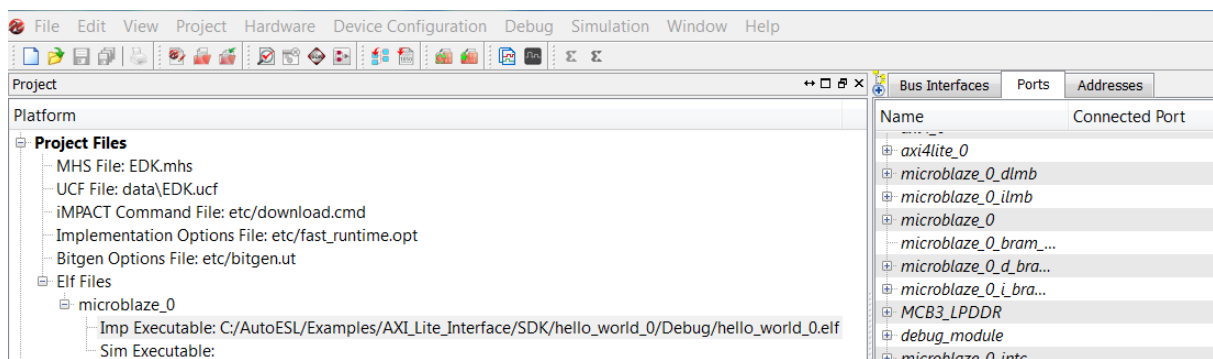 File Edit View Project Hardware Device Configuration Debug Simulation Window Help
Project
Bus Interfaces Ports Addresses
Platform
Name Connected Port
Project Files
MHS File: EDK.mhs
UCF File: data\EDK.ucf
iMPACT Command File: etc/download.cmd
Implementation Options File: etc/fast_runtime.opt
Bitgen Options File: etc/bitgen.ut
Elf Files
microblaze_0
Imp Executable: C:/AutoESL/Examples/AXI_Lite_Interface/SDK/hello_world_0/Debug/hello_world_0.elf
Sim Executable:
axi4lite_0
microblaze_0_dlmb
microblaze_0_ilmb
microblaze_0
microblaze_0_bram_...
microblaze_0_d_bra...
microblaze_0_i_bra...
MCB3_LPDDR
debug_module
microblaze_0_intc